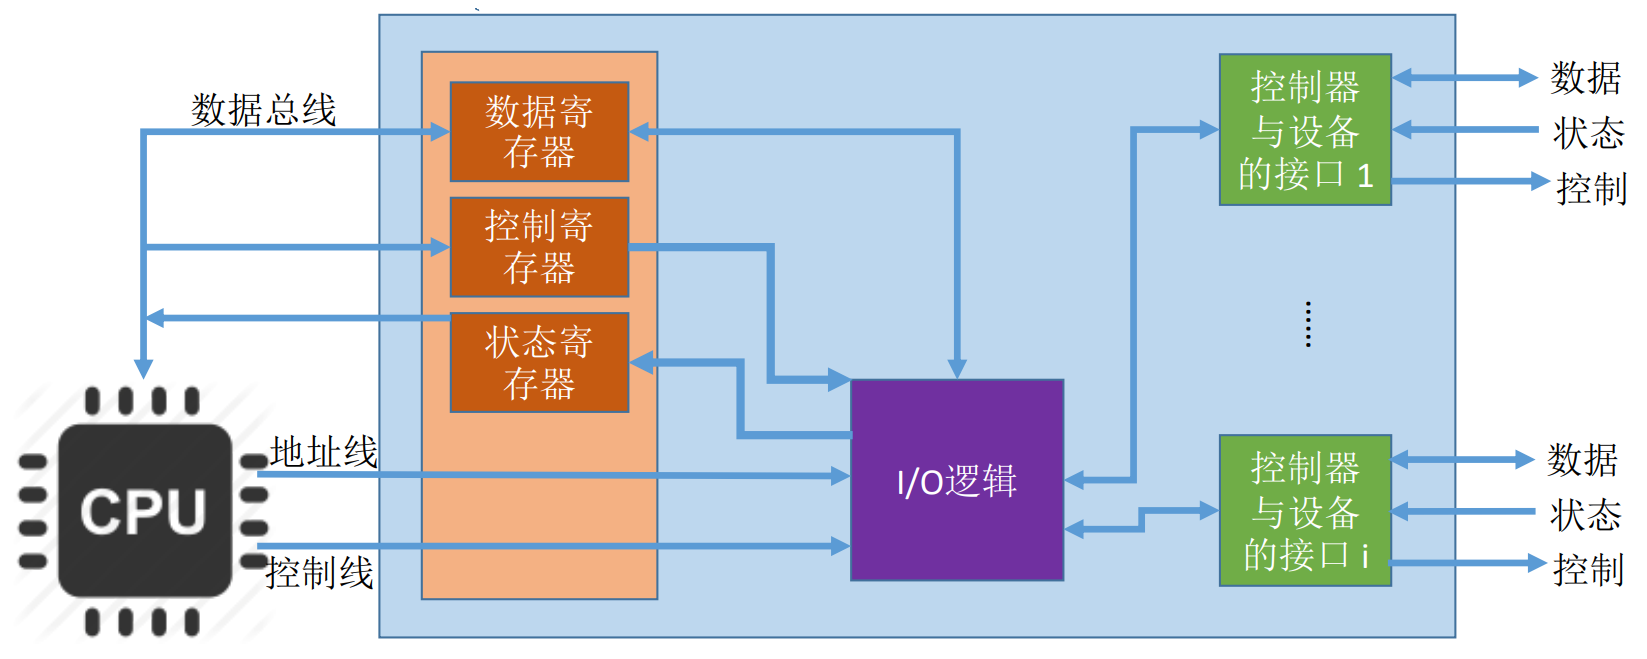 数据总线
数据寄
存器
控制寄
存器
状态寄
存器
CPU
地址线
控制线
I/O逻辑
控制器
与设备
的接口 1
数据
状态
控制
......
控制器
与设备
的接口 i
数据
状态
控制